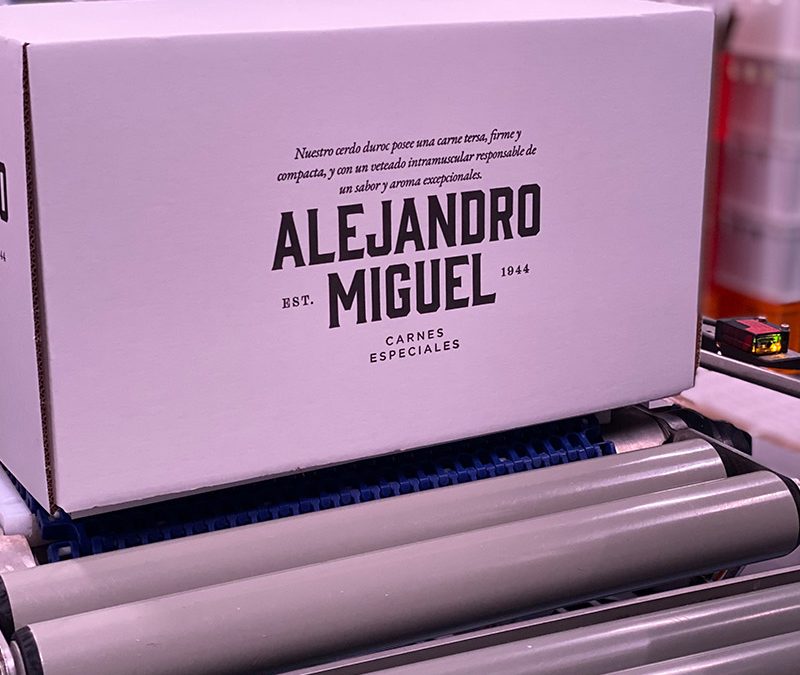 Nuestro cerdo duroc posee una carne tersa, firme y
compacta, y con un veteado intramuscular responsable de
un sabor y aroma excepcionales.
ALEJANDRO
MIGUEL
EST. 1944
CARNES
ESPECIALES